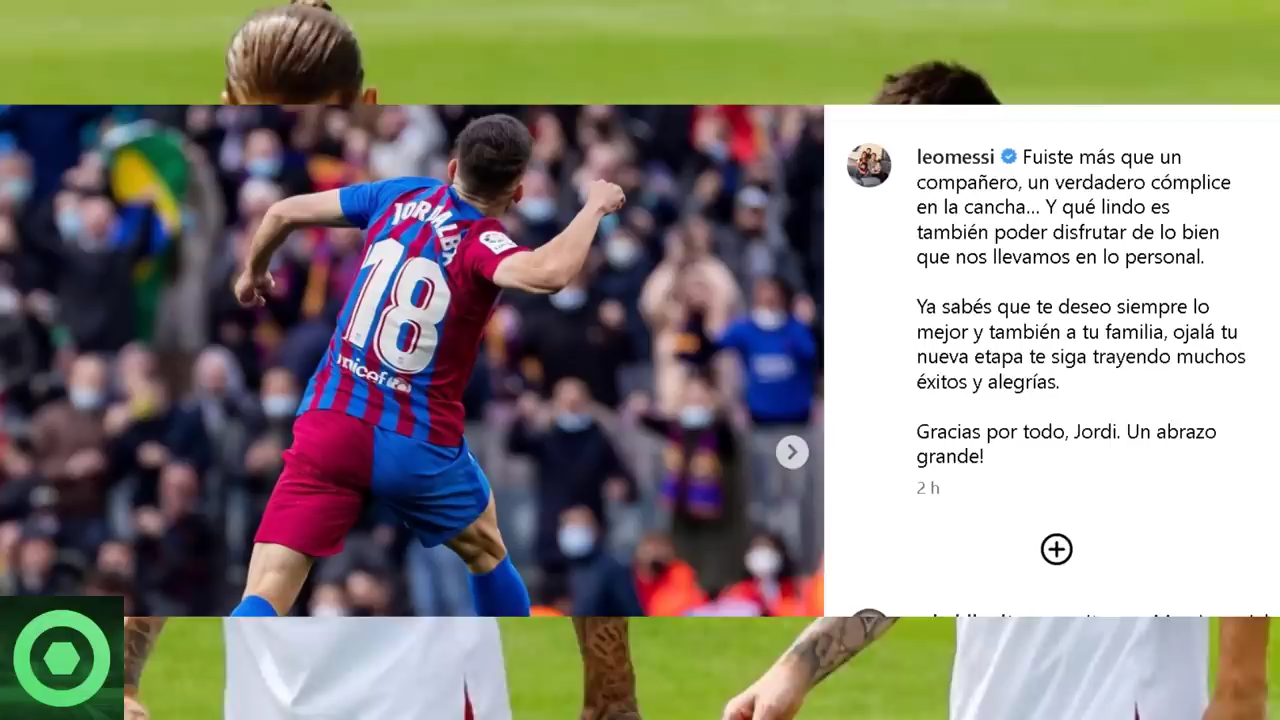 JORDI ALBA
18
unicef
leomessi Fuiste más que un
compañero, un verdadero cómplice
en la cancha... Y qué lindo es
también poder disfrutar de lo bien
que nos llevamos en lo personal.
Ya sabés que te deseo siempre lo
mejor y también a tu familia, ojalá tu
nueva etapa te siga trayendo muchos
éxitos y alegrías.
Gracias por todo, Jordi. Un abrazo
grande!
2 h